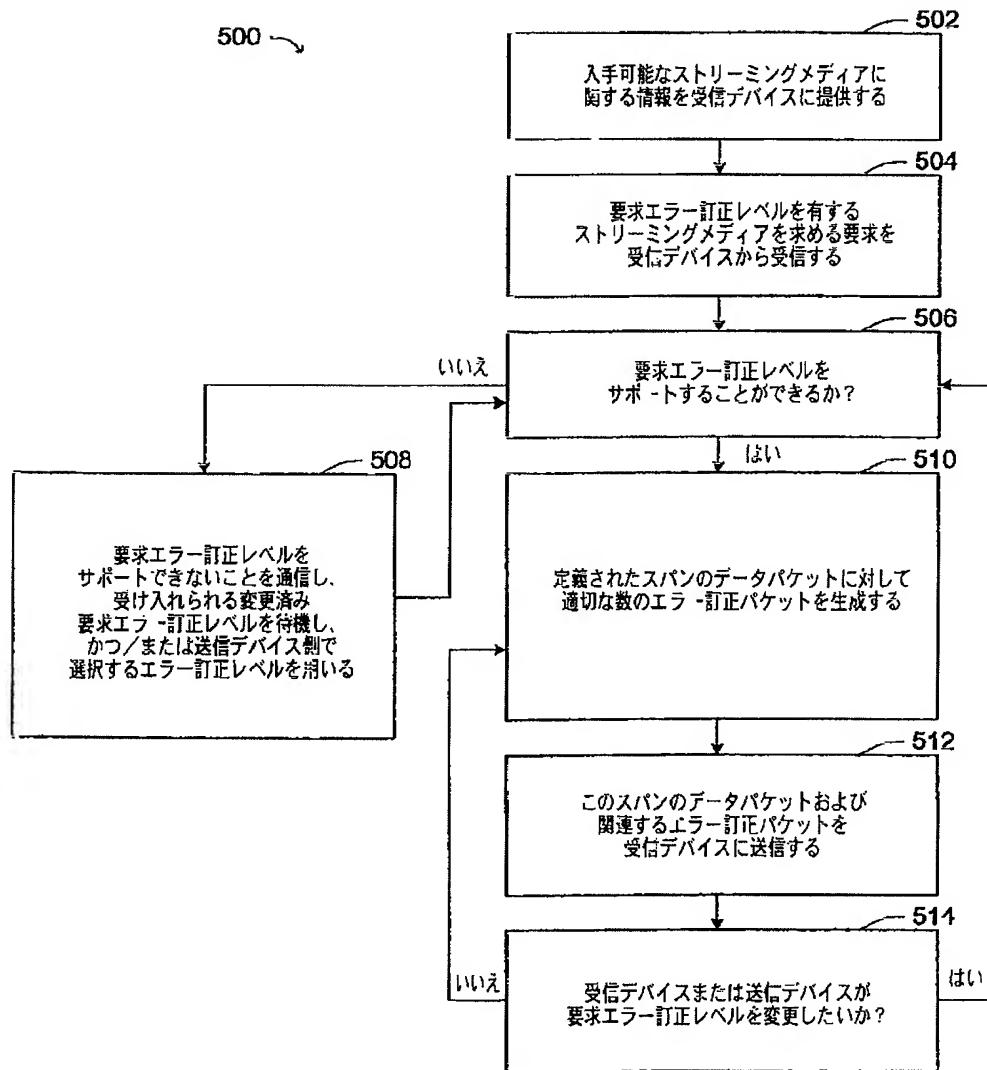 500
502
入手可能なストリーミングメディアに
関する情報を受信デバイスに提供する
504
要求エラー訂正レベルを有する
ストリーミングメディアを求める要求を
受信デバイスから受信する
506
要求エラー訂正レベルを
サポートすることができるか？
いいえ
はい
508
要求エラー訂正レベルを
サポートできないことを通信し、
受け入れられる変更済み
要求エラー訂正レベルを待機し、
かつ／または送信デバイス側で
選択するエラー訂正レベルを用いる
510
定義されたスパンのデータパケットに対して
適切な数のエラー訂正パケットを生成する
512
このスパンのデータパケットおよび
関連するエラー訂正パケットを
受信デバイスに送信する
514
受信デバイスまたは送信デバイスが
要求エラー訂正レベルを変更したいか？
いいえ
はい